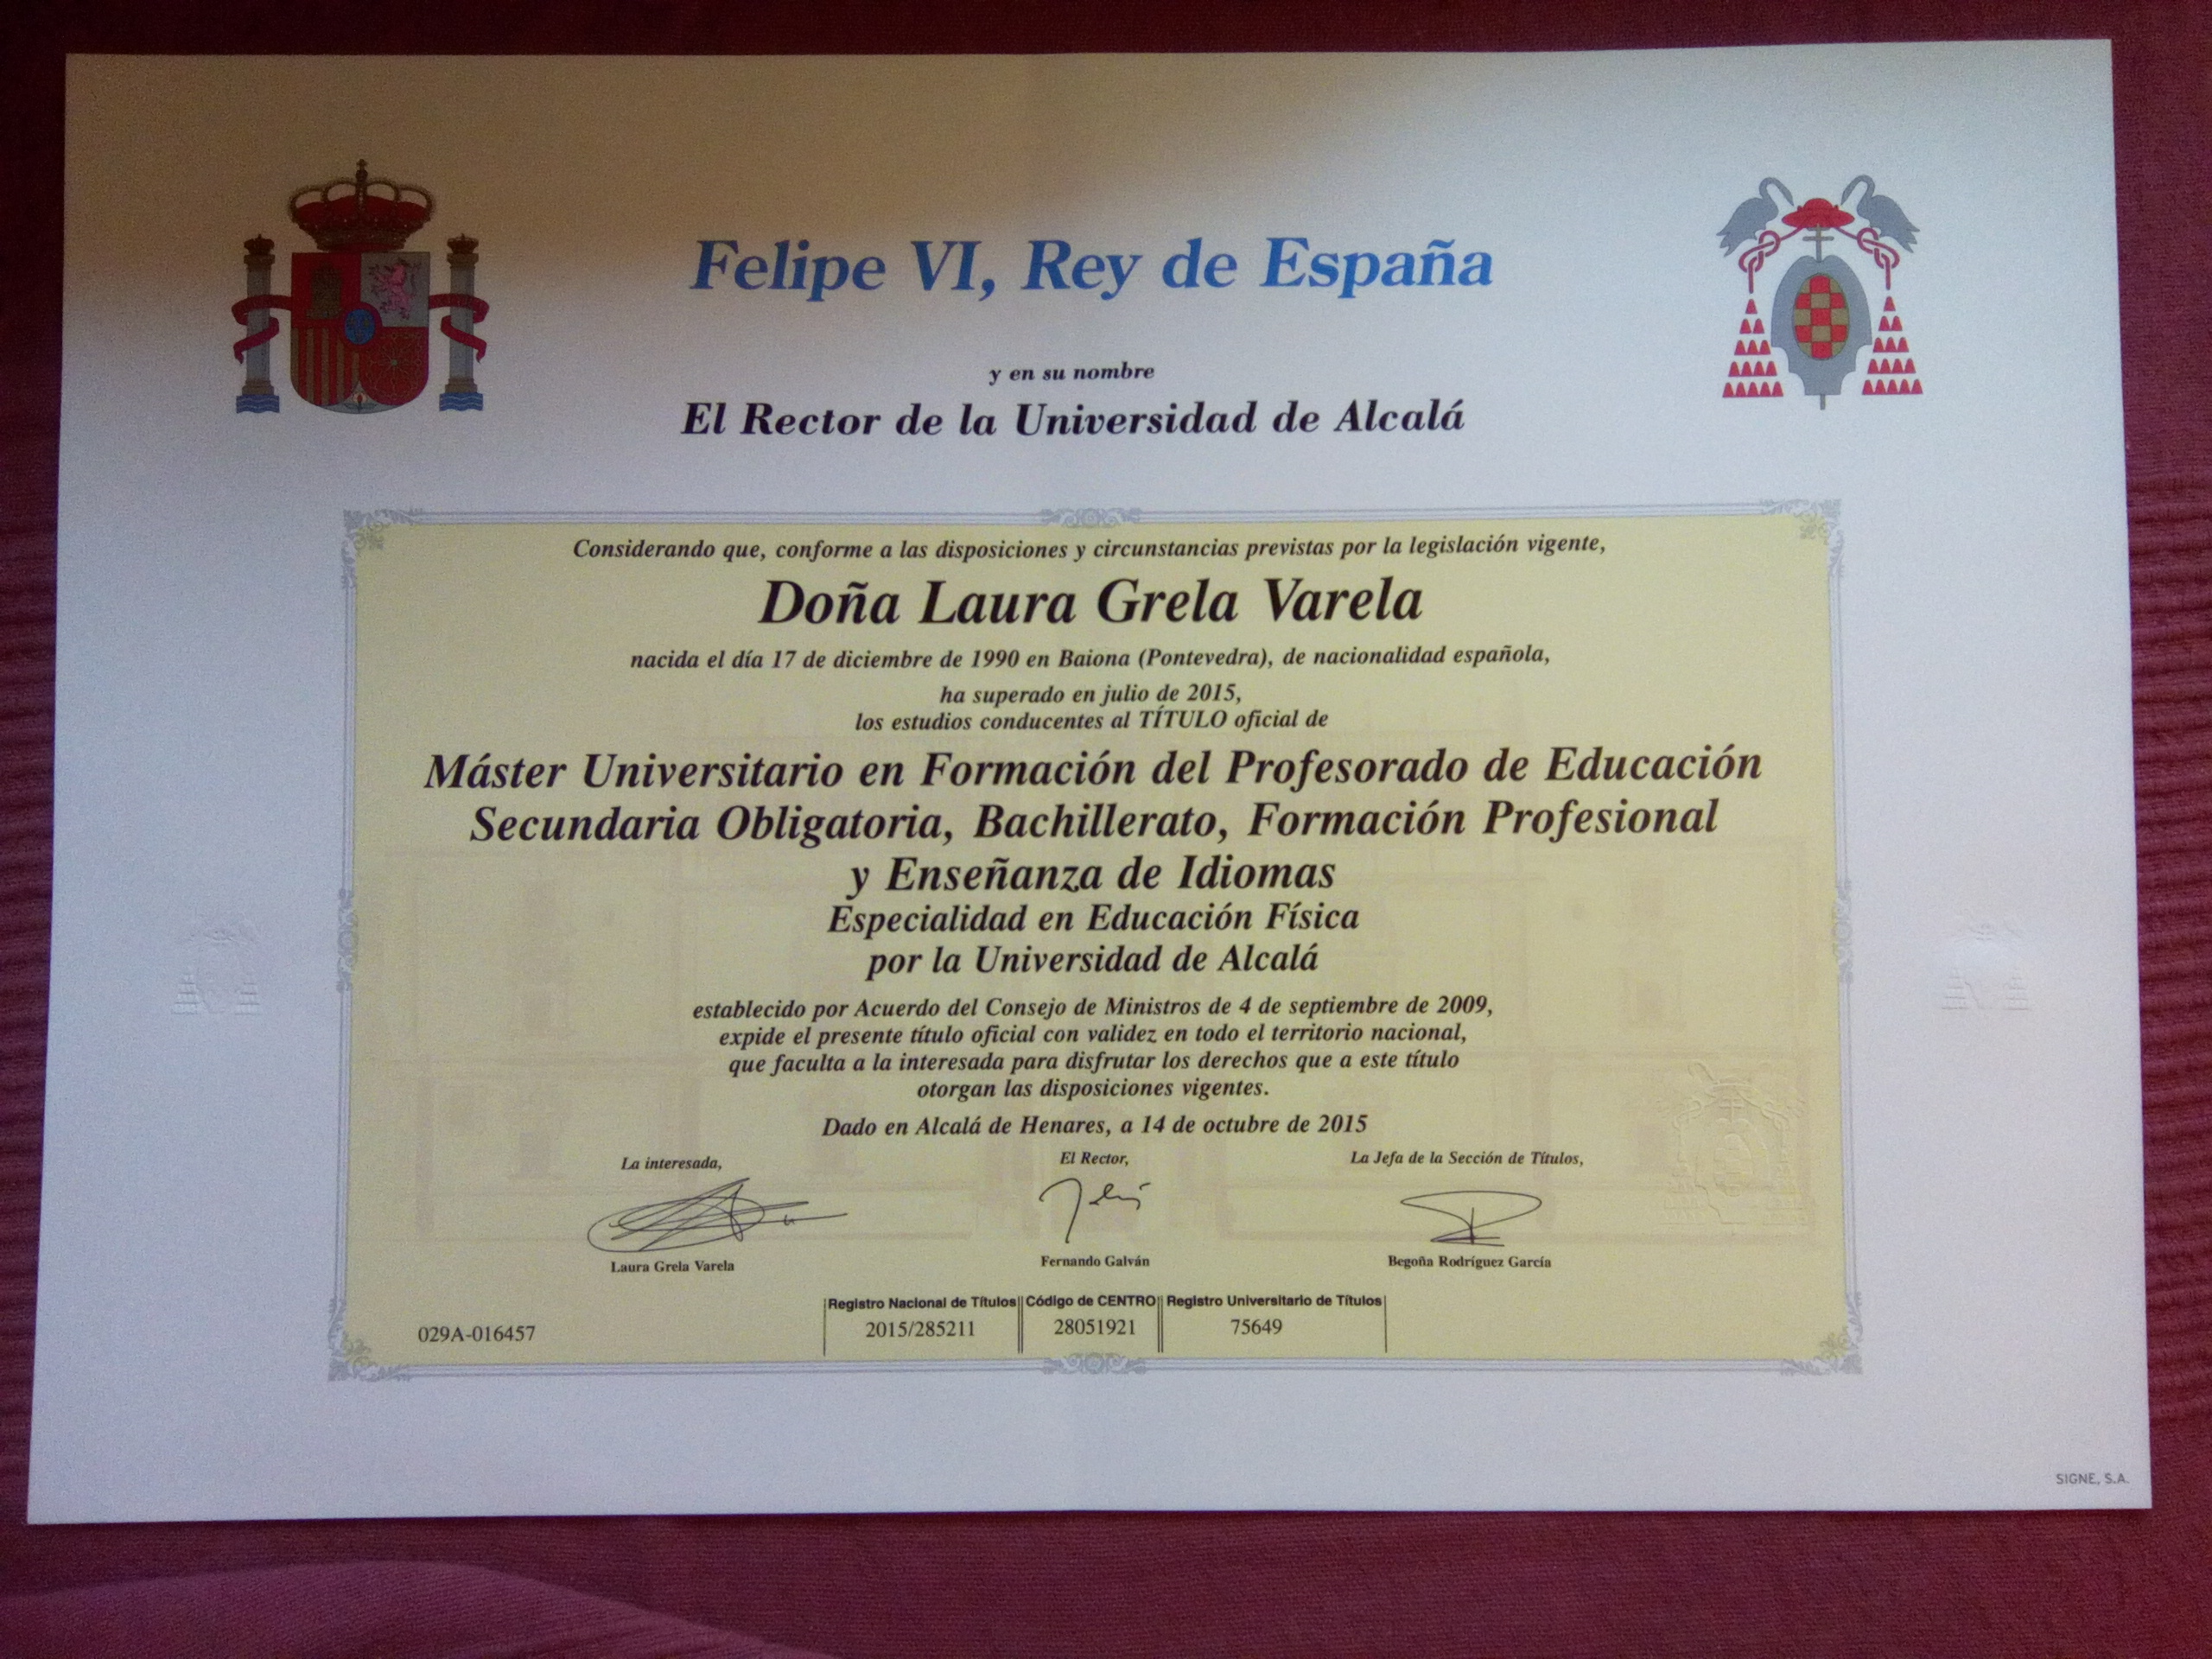 Felipe VI, Rey de España
y en su nombre
El Rector de la Universidad de Alcalá
Considerando que, conforme a las disposiciones y circunstancias previstas por la legislación vigente,
Doña Laura Grela Varela
nacida el día 17 de diciembre de 1990 en Baiona (Pontevedra), de nacionalidad española,
ha superado en julio de 2015,
los estudios conducentes al TÍTULO oficial de
Máster Universitario en Formación del Profesorado de Educación
Secundaria Obligatoria, Bachillerato, Formación Profesional
y Enseñanza de Idiomas
Especialidad en Educación Física
por la Universidad de Alcalá
establecido por Acuerdo del Consejo de Ministros de 4 de septiembre de 2009,
expide el presente título oficial con validez en todo el territorio nacional,
que faculta a la interesada para disfrutar los derechos que a este título
otorgan las disposiciones vigentes.
Dado en Alcalá de Henares, a 14 de octubre de 2015
La interesada, El Rector, La Jefa de la Sección de Títulos,
Laura Grela Varela Fernando Galván Begoña Rodríguez García
Registro Nacional de Títulos Código de CENTRO Registro Universitario de Títulos
029A-016457 2015/285211 28051921 75649
SIGNE, S.A.